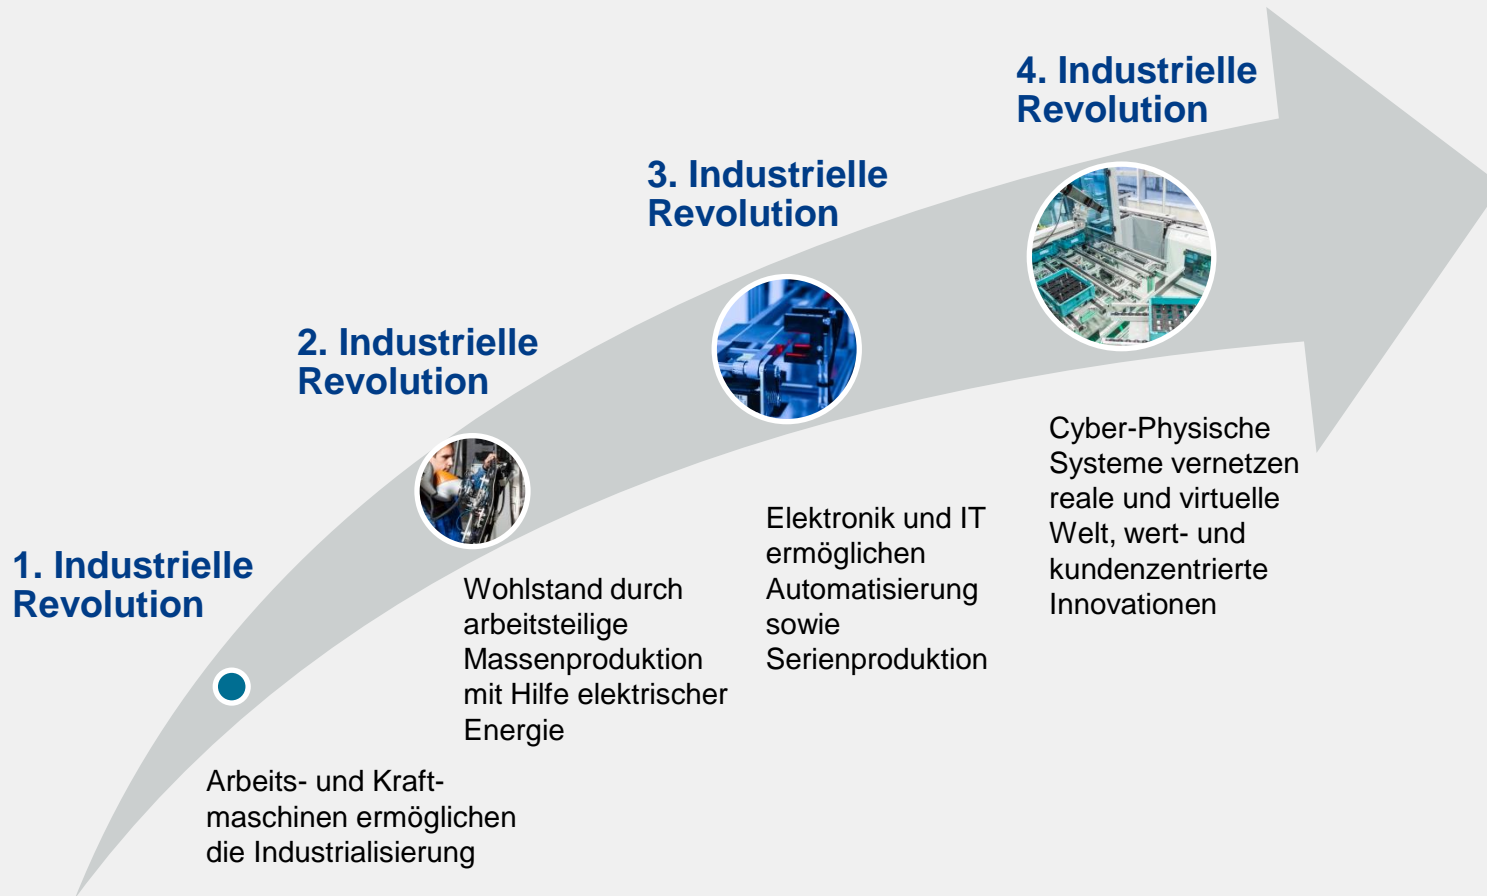 1. Industrielle
Revolution
Arbeits- und Kraft-
maschinen ermöglichen
die Industrialisierung
2. Industrielle
Revolution
Wohlstand durch
arbeitsteilige
Massenproduktion
mit Hilfe elektrischer
Energie
3. Industrielle
Revolution
Elektronik und IT
ermöglichen
Automatisierung
sowie
Serienproduktion
4. Industrielle
Revolution
Cyber-Physische
Systeme vernetzen
reale und virtuelle
Welt, wert- und
kundenzentrierte
Innovationen